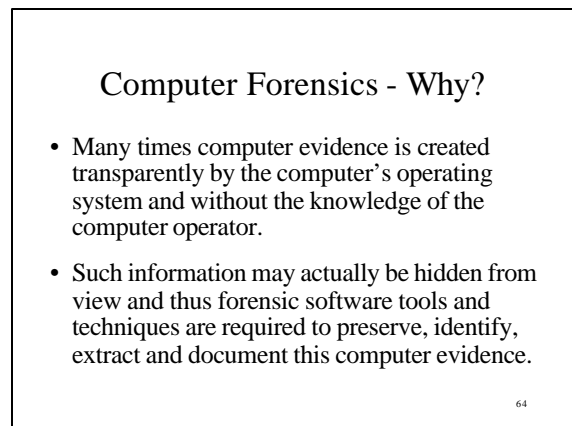 Computer Forensics - Why?
• Many times computer evidence is created
transparently by the computer's operating
system and without the knowledge of the
computer operator.
• Such information may actually be hidden from
view and thus forensic software tools and
techniques are required to preserve, identify,
extract and document this computer evidence.
64